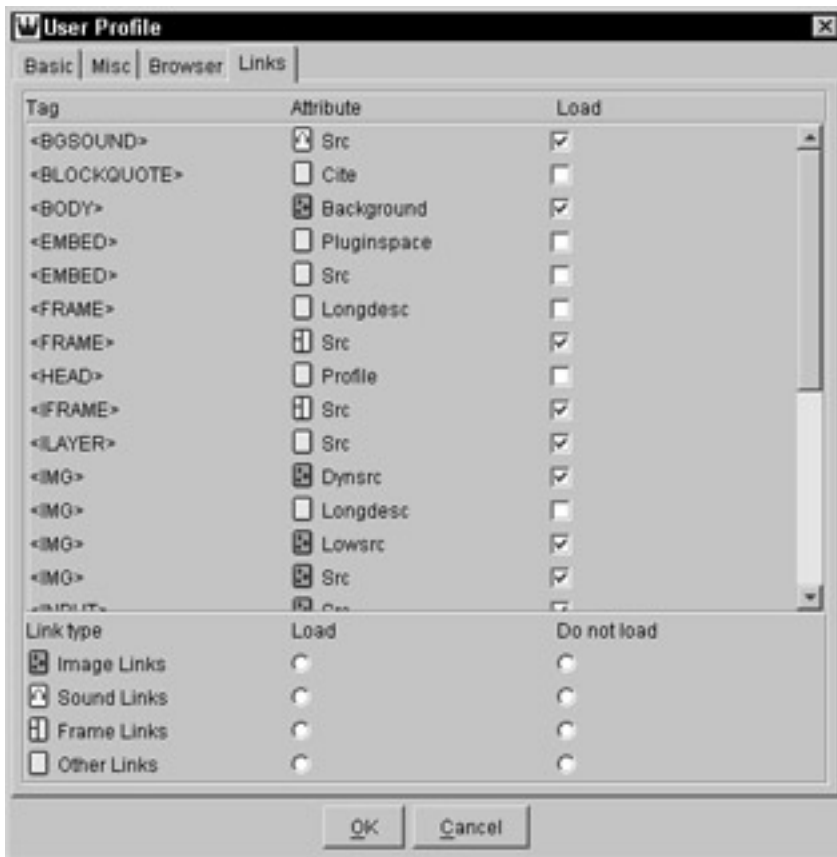 User Profile
Basic Misc Browser Links
Tag Attribute Load
<BGSOUND> Src
<BLOCKQUOTE> Cite
<BODY> Background
<EMBED> Pluginspace
<EMBED> Src
<FRAME> Longdesc
<FRAME> Src
<HEAD> Profile
<IFRAME> Src
<ILAYER> Src
<IMG> Dynsrc
<IMG> Longdesc
<IMG> Lowsrc
<IMG> Src
<INPUT> Src
Link type Load Do not load
Image Links
Sound Links
Frame Links
Other Links
OK Cancel